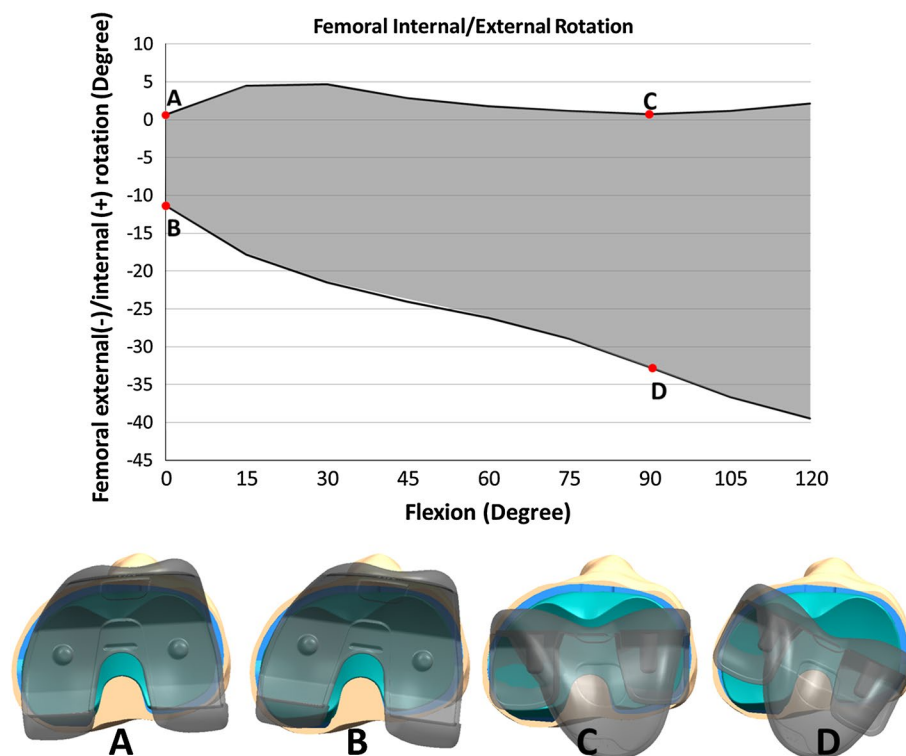 Femoral Internal/External Rotation
Femoral external(-)/internal (+) rotation (Degree)
10
5
0
-5
-10
-15
-20
-25
-30
-35
-40
-45
A
B
C
D
0 15 30 45 60 75 90 105 120
Flexion (Degree)
A B C D